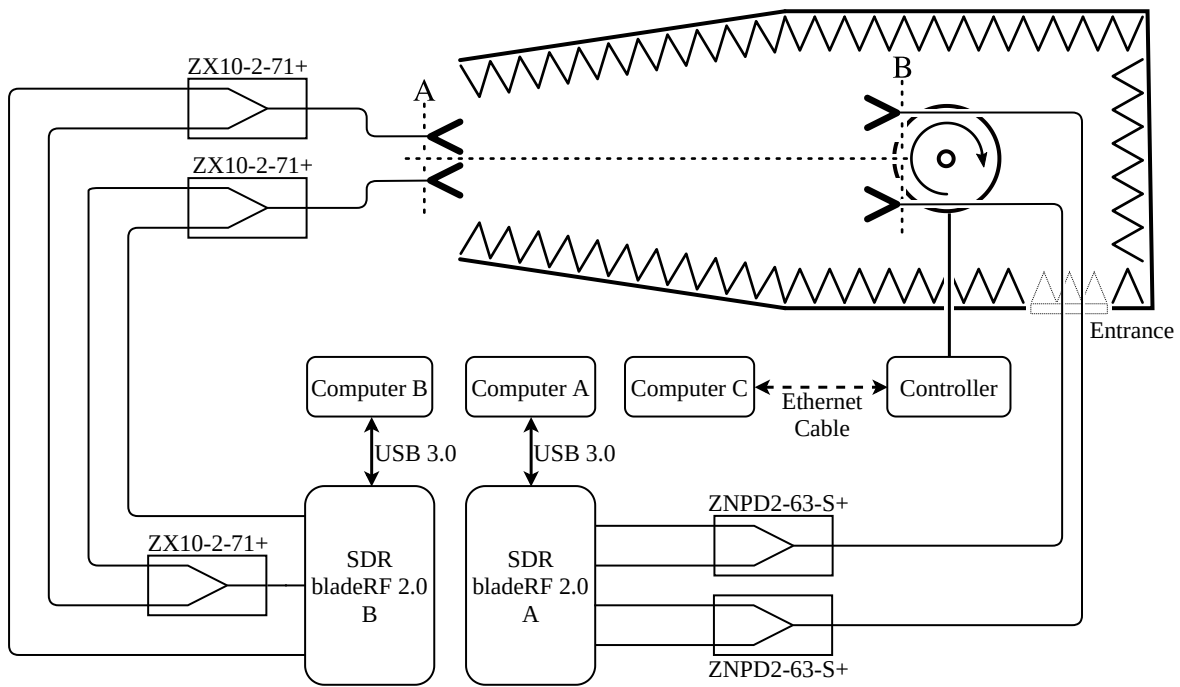 ZX10-2-71+
A
B
ZX10-2-71+
Entrance
Computer B
Computer A
Computer C
Controller
Ethernet
Cable
USB 3.0
USB 3.0
ZNPD2-63-S+
ZX10-2-71+
SDR
bladeRF 2.0
B
SDR
bladeRF 2.0
A
ZNPD2-63-S+